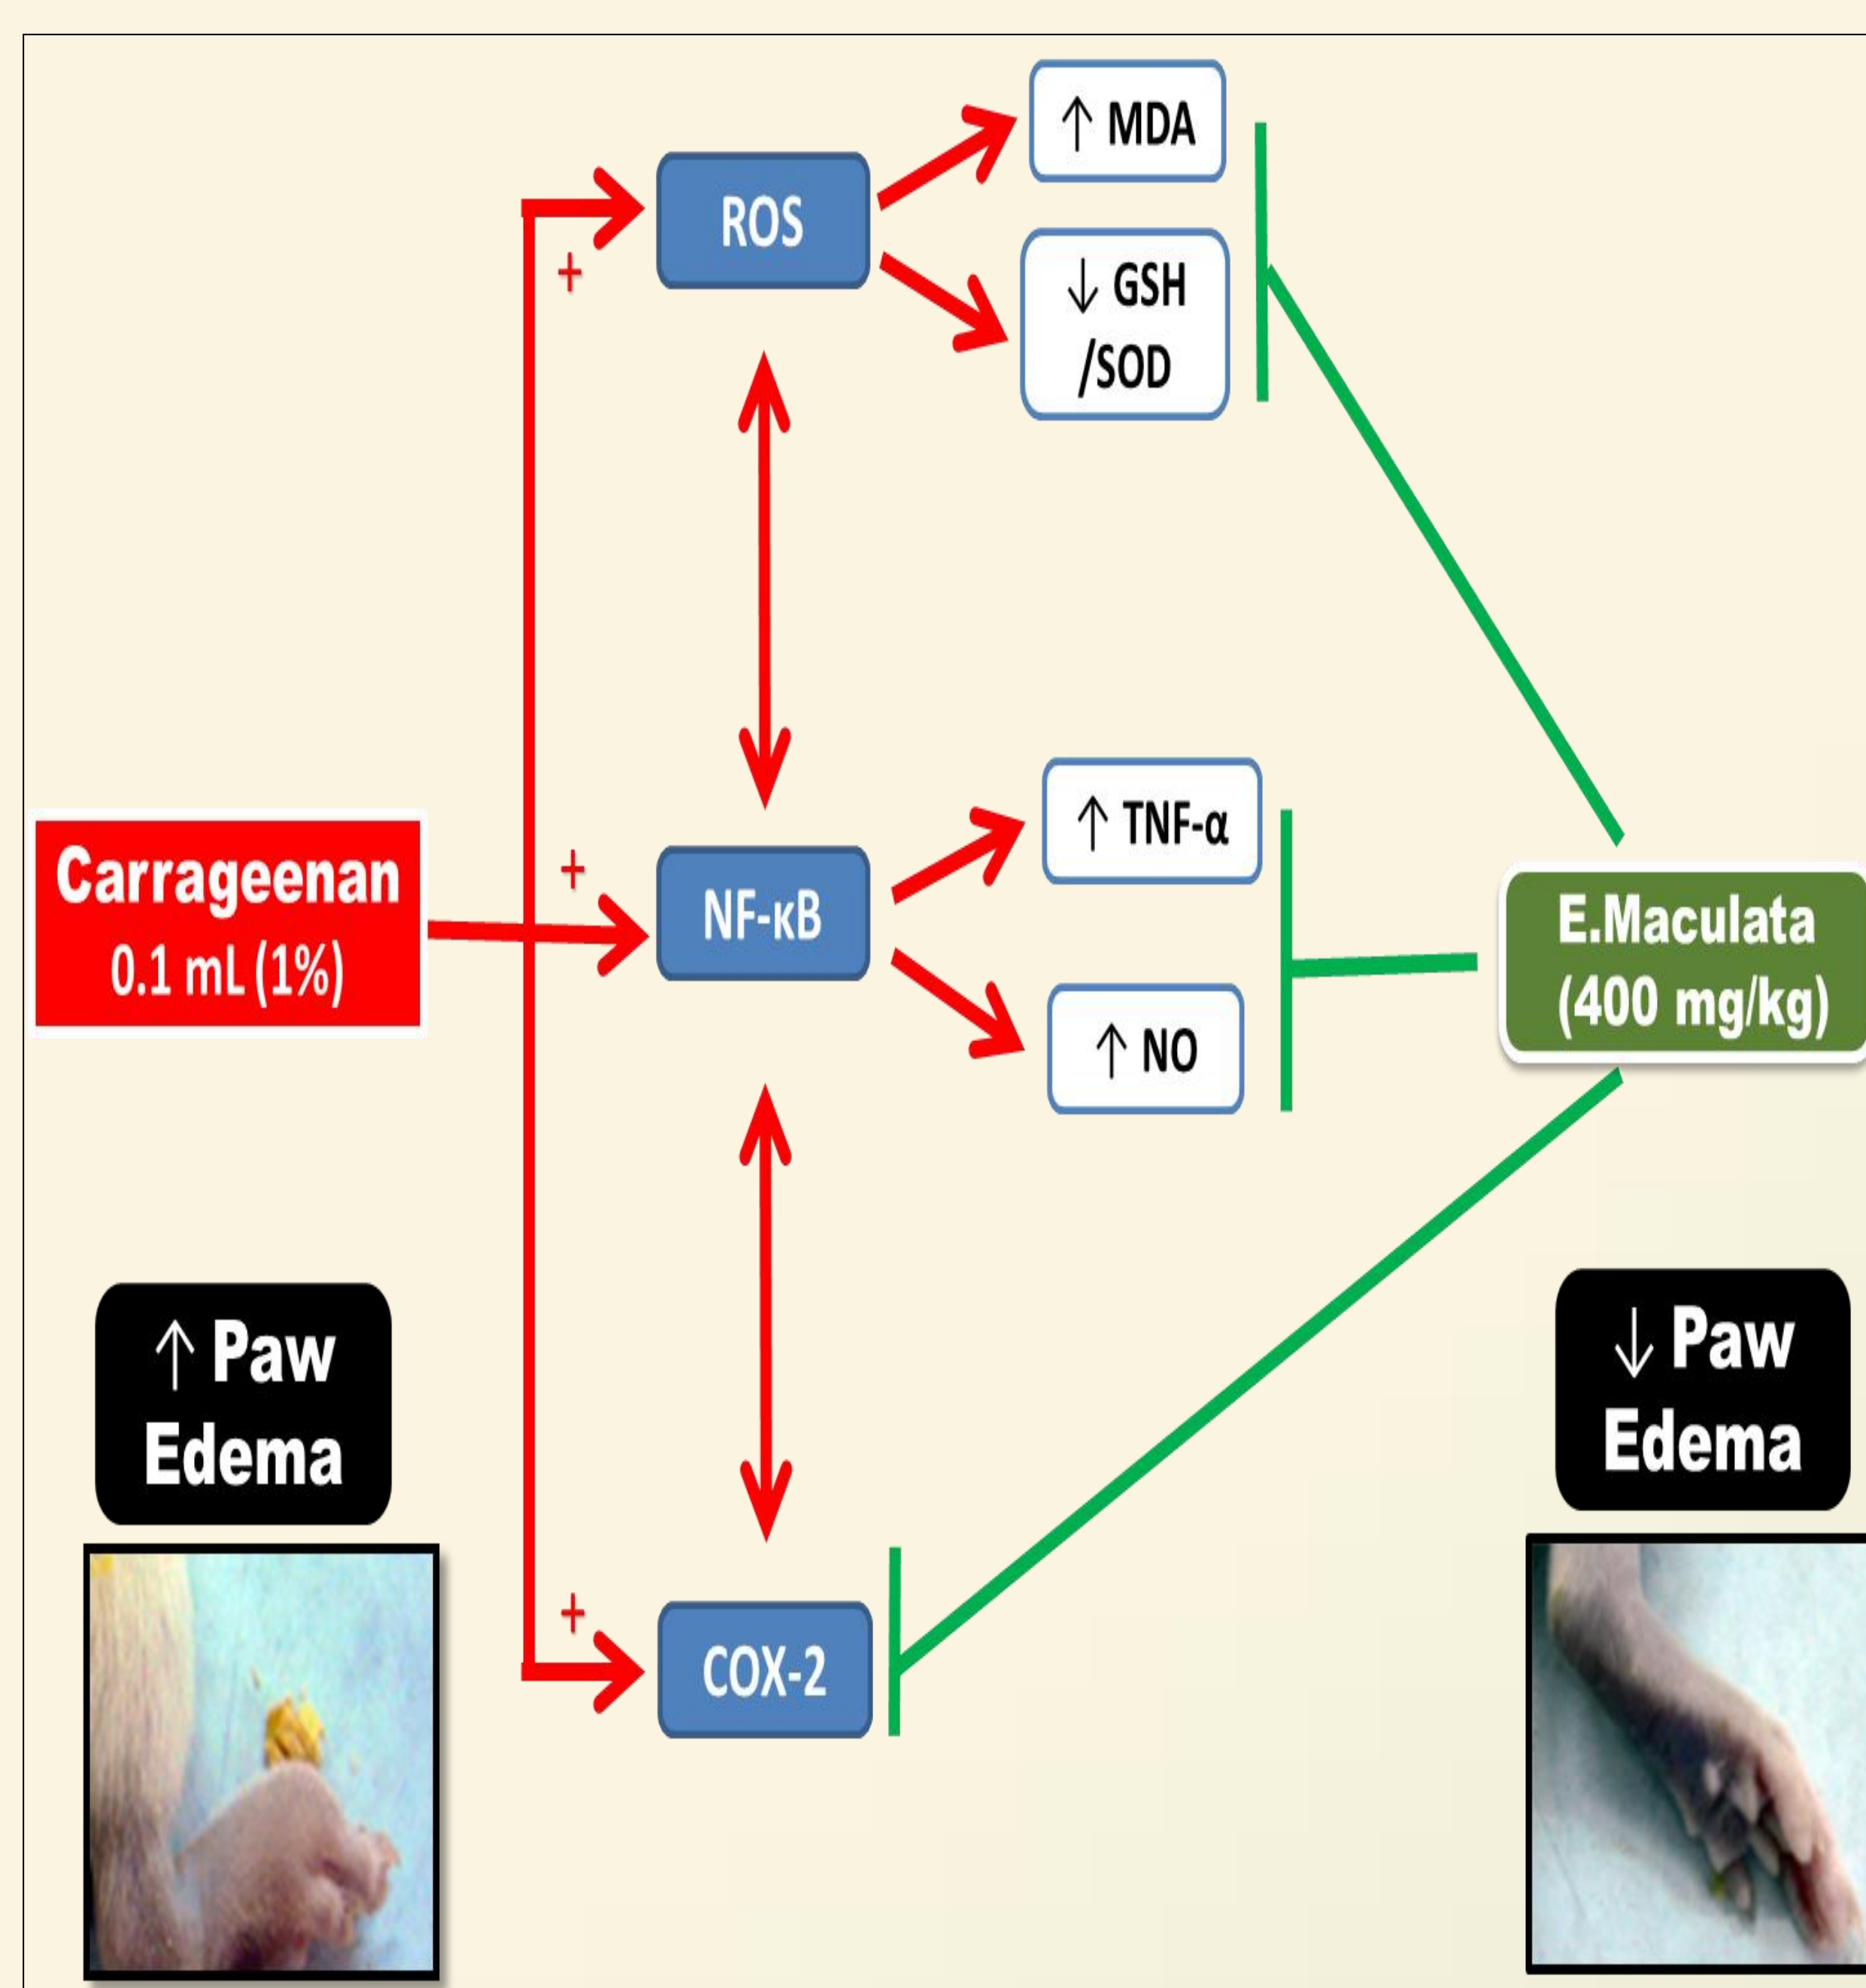 ↑ MDA
ROS
+
↓ GSH
/SOD
Carrageenan
0.1 mL (1%)
+
NF-κB
↑ TNF-α
↑ NO
E.Maculata
(400 mg/kg)
↑ Paw
Edema
↓ Paw
Edema
+
COX-2